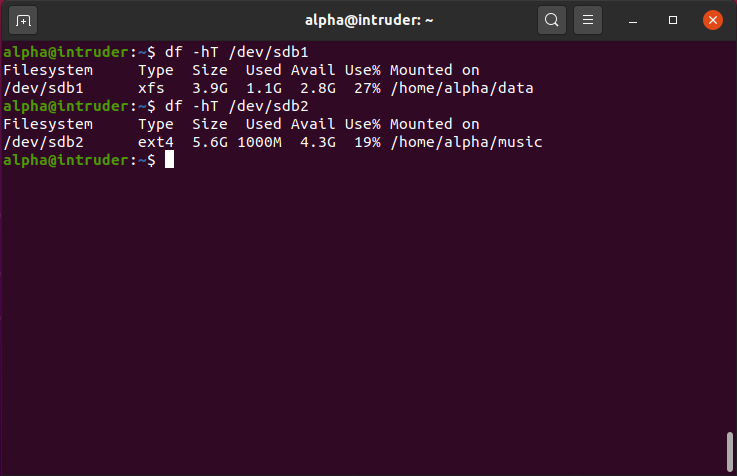 alpha@intruder: ~
alpha@intruder:~$ df -hT /dev/sdb1
Filesystem     Type  Size  Used Avail Use% Mounted on
/dev/sdb1      xfs   3.9G  1.1G  2.8G  27% /home/alpha/data
alpha@intruder:~$ df -hT /dev/sdb2
Filesystem     Type  Size  Used Avail Use% Mounted on
/dev/sdb2      ext4  5.6G 1000M  4.3G  19% /home/alpha/music
alpha@intruder:~$